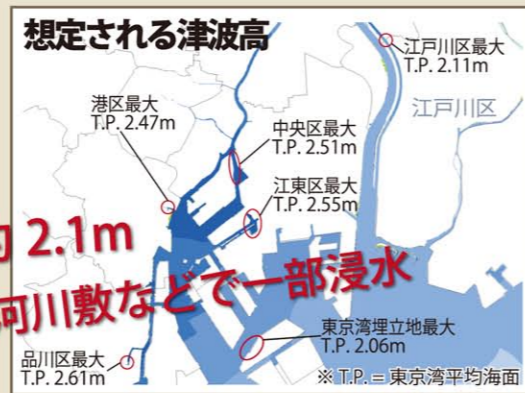 想定される津波高
江戸川区最大
T.P. 2.11m
江戸川区
港区最大
T.P. 2.47m
中央区最大
T.P. 2.51m
江東区最大
T.P. 2.55m
2.1m
河川敷などで一部浸水
東京湾埋立地最大
T.P. 2.06m
品川区最大
T.P. 2.61m
※ T.P. = 東京湾平均海面